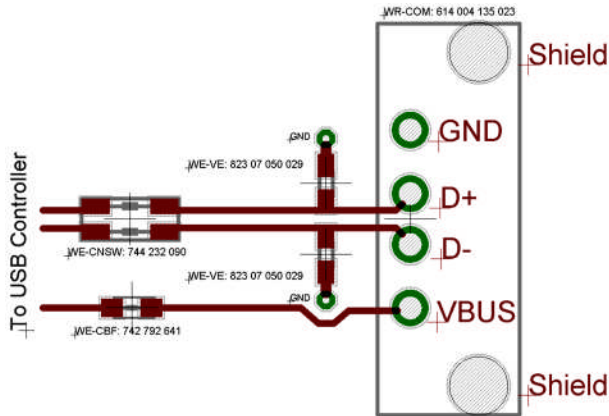 WR-COM: 614 004 135 023
Shield
GND
GND
WE-VE: 823 07 050 029
D+
To USB Controller
D-
WE-CNSW: 744 232 090
WE-VE: 823 07 050 029
GND
VBUS
WE-CBF: 742 792 641
Shield